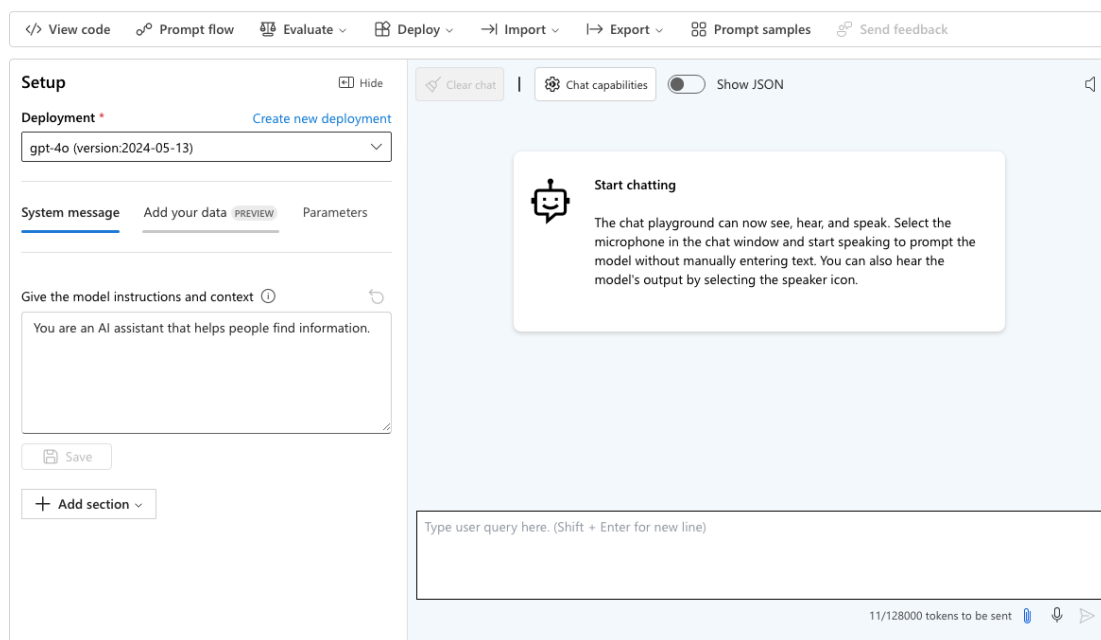 View code
Prompt flow
Evaluate
Deploy
Import
Export
Prompt samples
Send feedback
Setup
Hide
Deployment *
Create new deployment
gpt-4o (version:2024-05-13)
System message
Add your data PREVIEW
Parameters
Give the model instructions and context
You are an AI assistant that helps people find information.
Save
Add section
Clear chat
Chat capabilities
Show JSON
Start chatting
The chat playground can now see, hear, and speak. Select the
microphone in the chat window and start speaking to prompt the
model without manually entering text. You can also hear the
model's output by selecting the speaker icon.
Type user query here. (Shift + Enter for new line)
11/128000 tokens to be sent